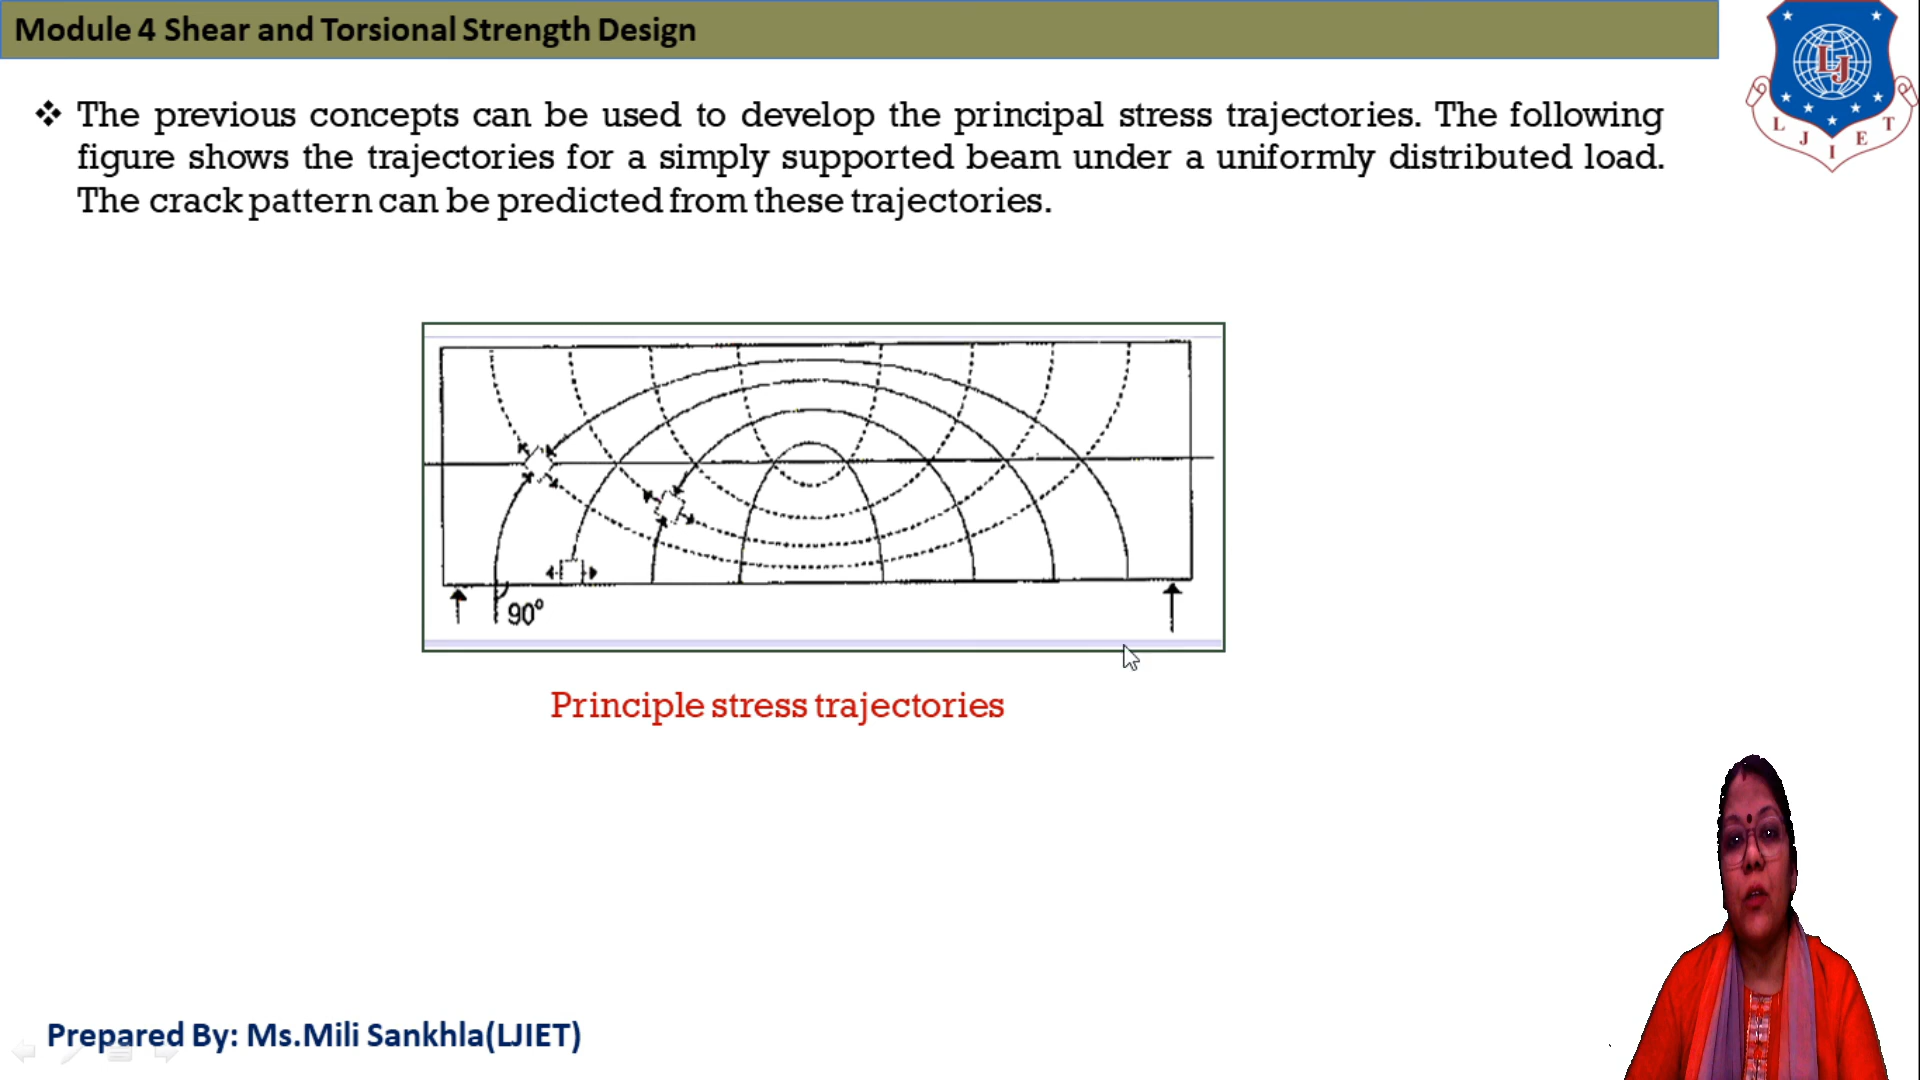 Module 4 Shear and Torsional Strength Design
❖ The previous concepts can be used to develop the principal stress trajectories. The following
figure shows the trajectories for a simply supported beam under a uniformly distributed load.
The crack pattern can be predicted from these trajectories.
90°
Principle stress trajectories
Prepared By: Ms.Mili Sankhla(LJIET)
LJ
L J I E T